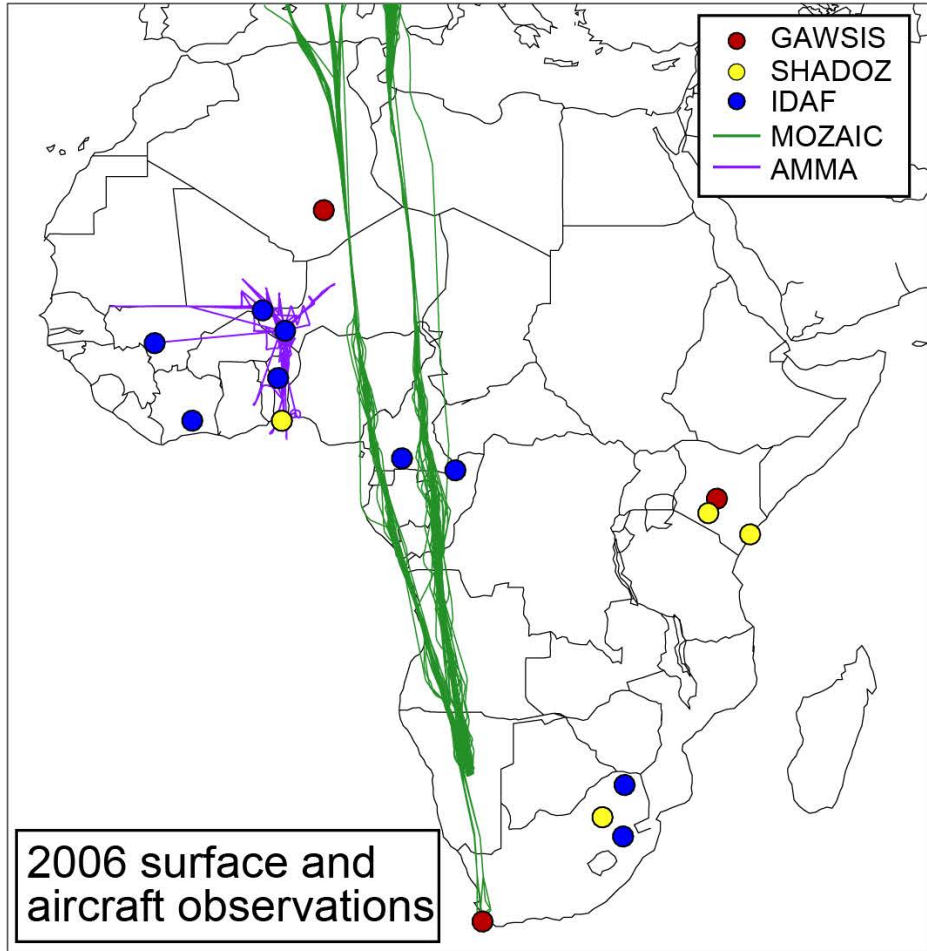 GAWSIS
SHADOZ
IDAF
MOZAIC
AMMA
2006 surface and
aircraft observations